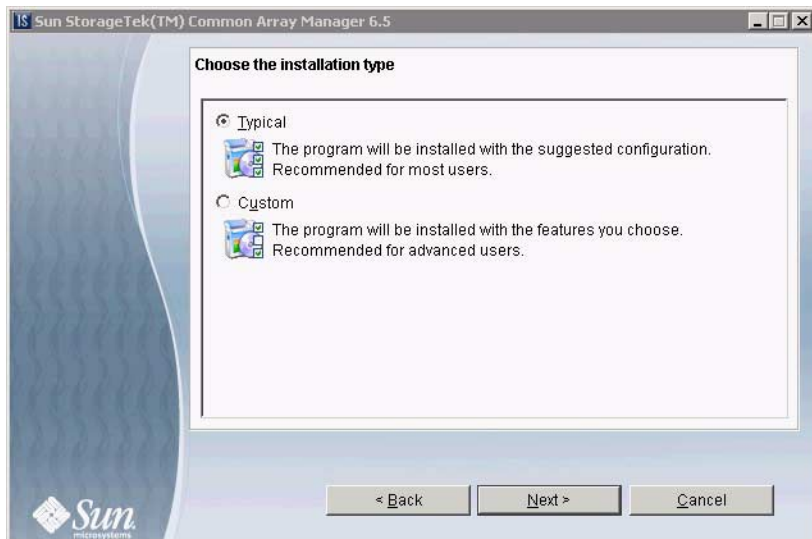 Sun StorageTek(TM) Common Array Manager 6.5
Choose the installation type
Typical
The program will be installed with the suggested configuration.
Recommended for most users.
Custom
The program will be installed with the features you choose.
Recommended for advanced users.
< Back
Next >
Cancel
Sun
microsystems